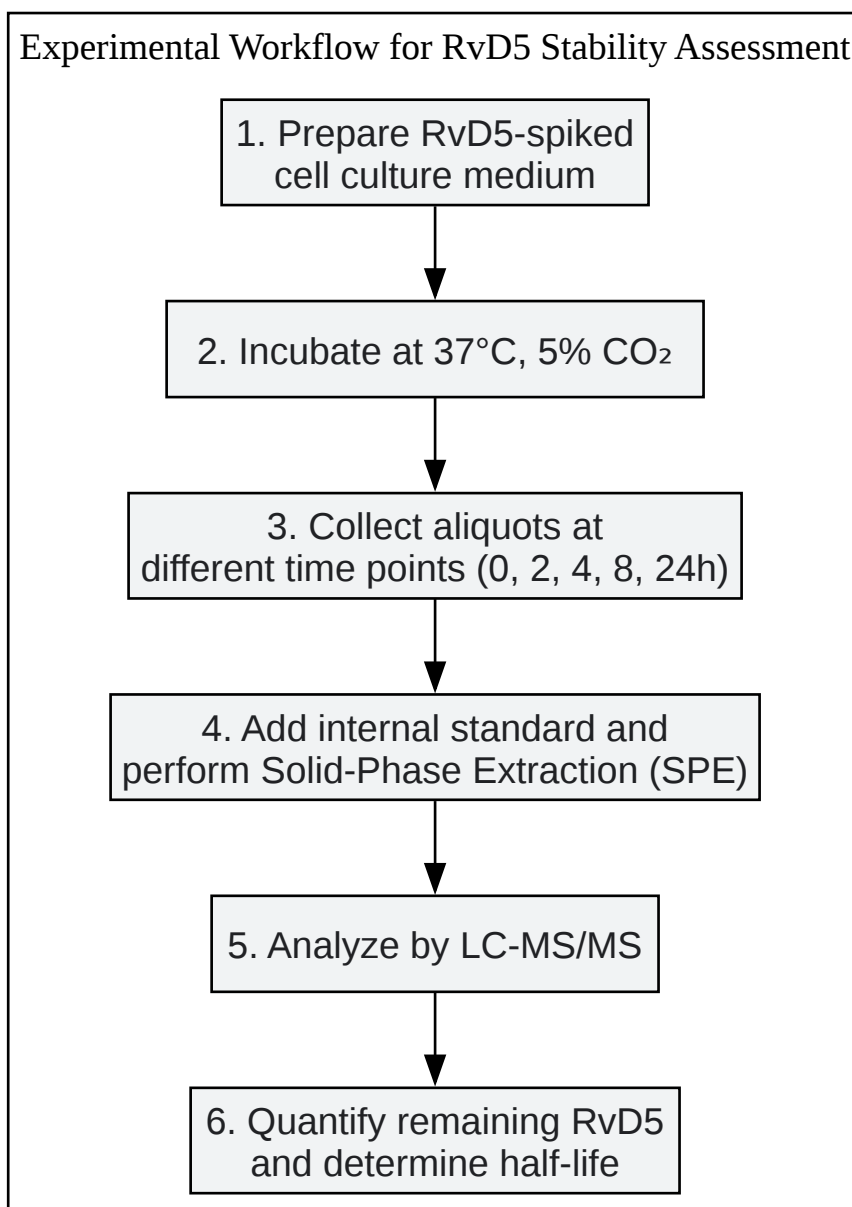 Experimental Workflow for RvD5 Stability Assessment
1. Prepare RvD5-spiked
cell culture medium
2. Incubate at 37°C, 5% CO₂
3. Collect aliquots at
different time points (0, 2, 4, 8, 24h)
4. Add internal standard and
perform Solid-Phase Extraction (SPE)
5. Analyze by LC-MS/MS
6. Quantify remaining RvD5
and determine half-life